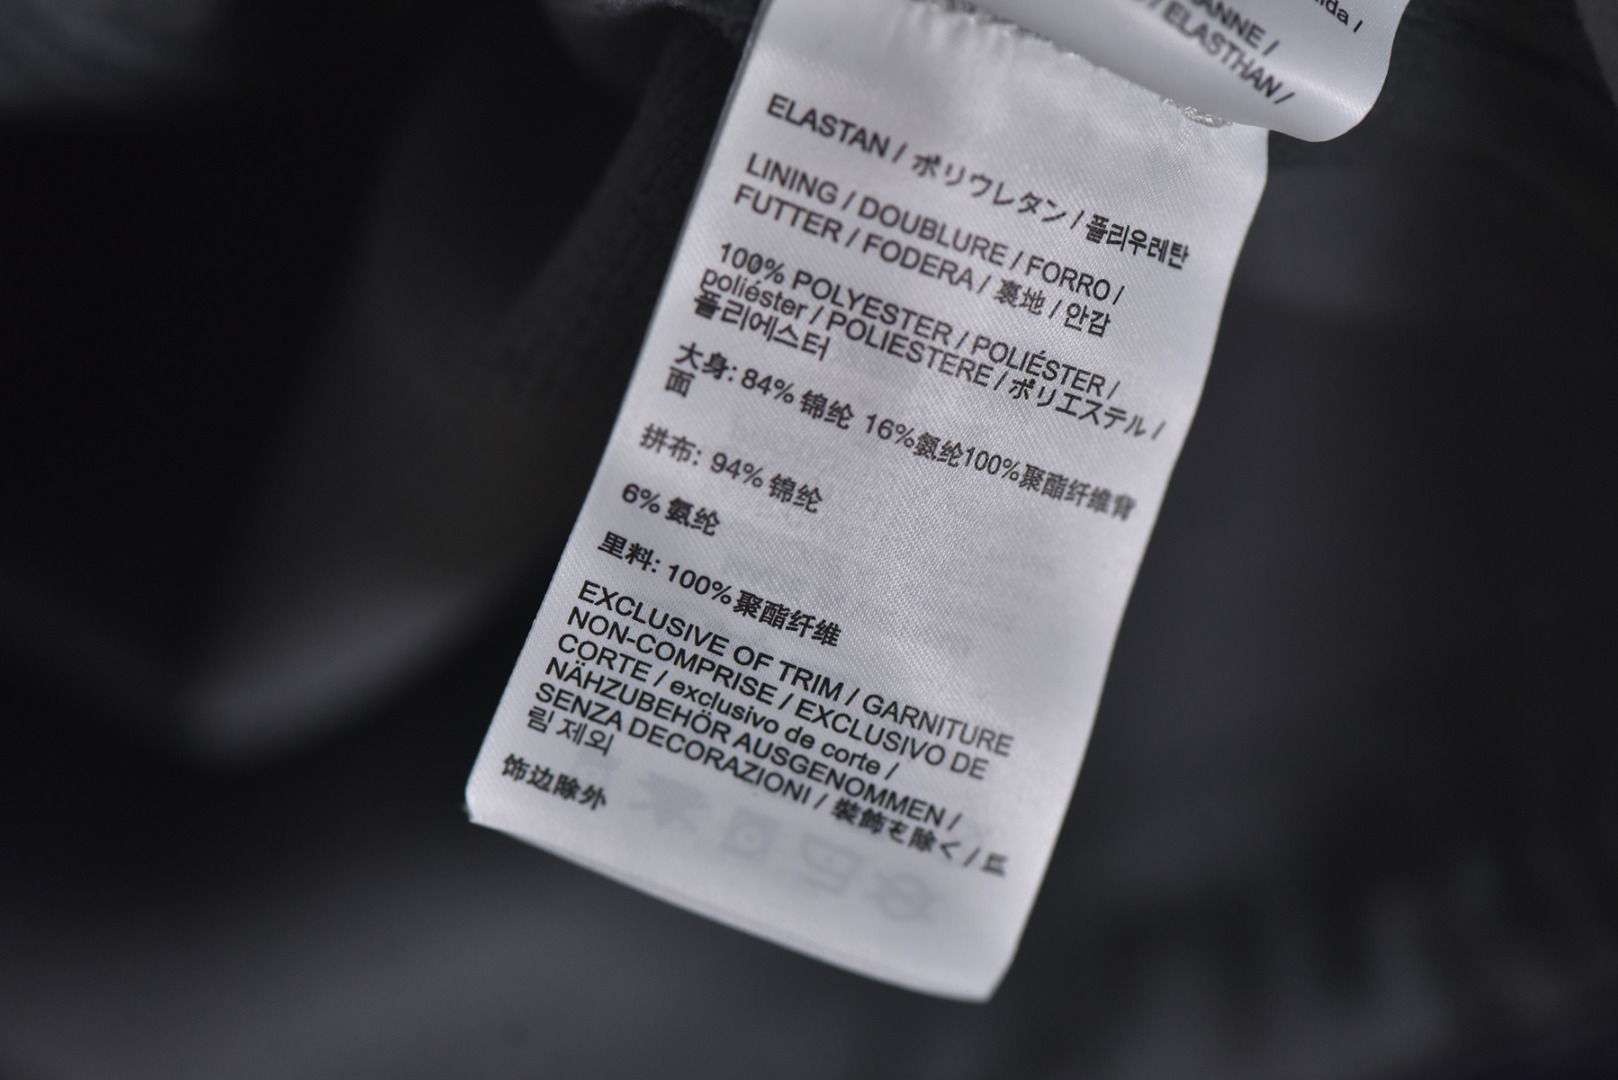 ida /
ANNE /
/ ELASTHAN /
ELASTAN / ポリウレタン / 폴리우레탄
LINING / DOUBLURE / FORRO /
FUTTER / FODERA / 裏地 / 안감
100% POLYESTER / POLIÉSTER /
poliéster / POLIESTERE / ポリエステル /
폴리에스터
大身: 84% 锦纶 16%氨纶100%聚酯纤维背
面
拼布: 94% 锦纶
6% 氨纶
里料: 100%聚酯纤维
EXCLUSIVE OF TRIM / GARNITURE
NON-COMPRISE / EXCLUSIVO DE
CORTE / exclusivo de corte /
NÄHZUBEHÖR AUSGENOMMEN /
SENZA DECORAZIONI / 装飾を除く / 트
림 제외
饰边除外